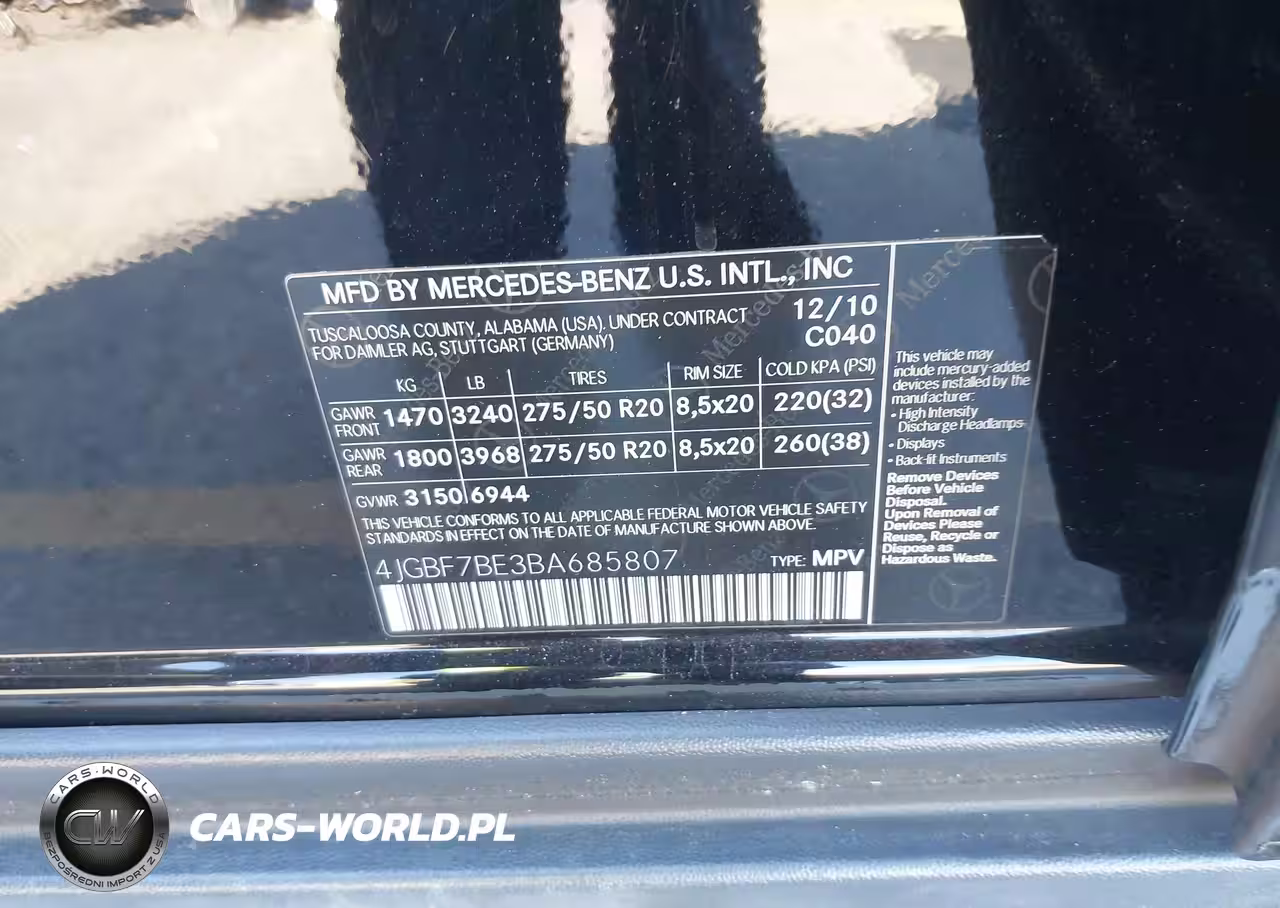 MFD BY MERCEDES-BENZ U.S. INTL., INC
TUSCALOOSA COUNTY, ALABAMA (USA). UNDER CONTRACT
FOR DAIMLER AG, STUTTGART (GERMANY)
12/10
C040
KG LB TIRES RIM SIZE COLD KPA (PSI)
GAWR FRONT 1470 3240 275/50 R20 8,5x20 220(32)
GAWR REAR 1800 3968 275/50 R20 8,5x20 260(38)
GVWR 3150 6944
THIS VEHICLE CONFORMS TO ALL APPLICABLE FEDERAL MOTOR VEHICLE SAFETY
STANDARDS IN EFFECT ON THE DATE OF MANUFACTURE SHOWN ABOVE.
4JGBF7BE3BA685807 TYPE: MPV
This vehicle may
include mercury-added
devices installed by the
manufacturer:
• High Intensity
Discharge Headlamps
• Displays
• Back-lit Instruments
Remove Devices
Before Vehicle
Disposal.
Upon Removal of
Devices Please
Reuse, Recycle or
Dispose as
Hazardous Waste.
CARS-WORLD
CW
BEZPOŚREDNI IMPORT Z USA
CARS-WORLD.PL